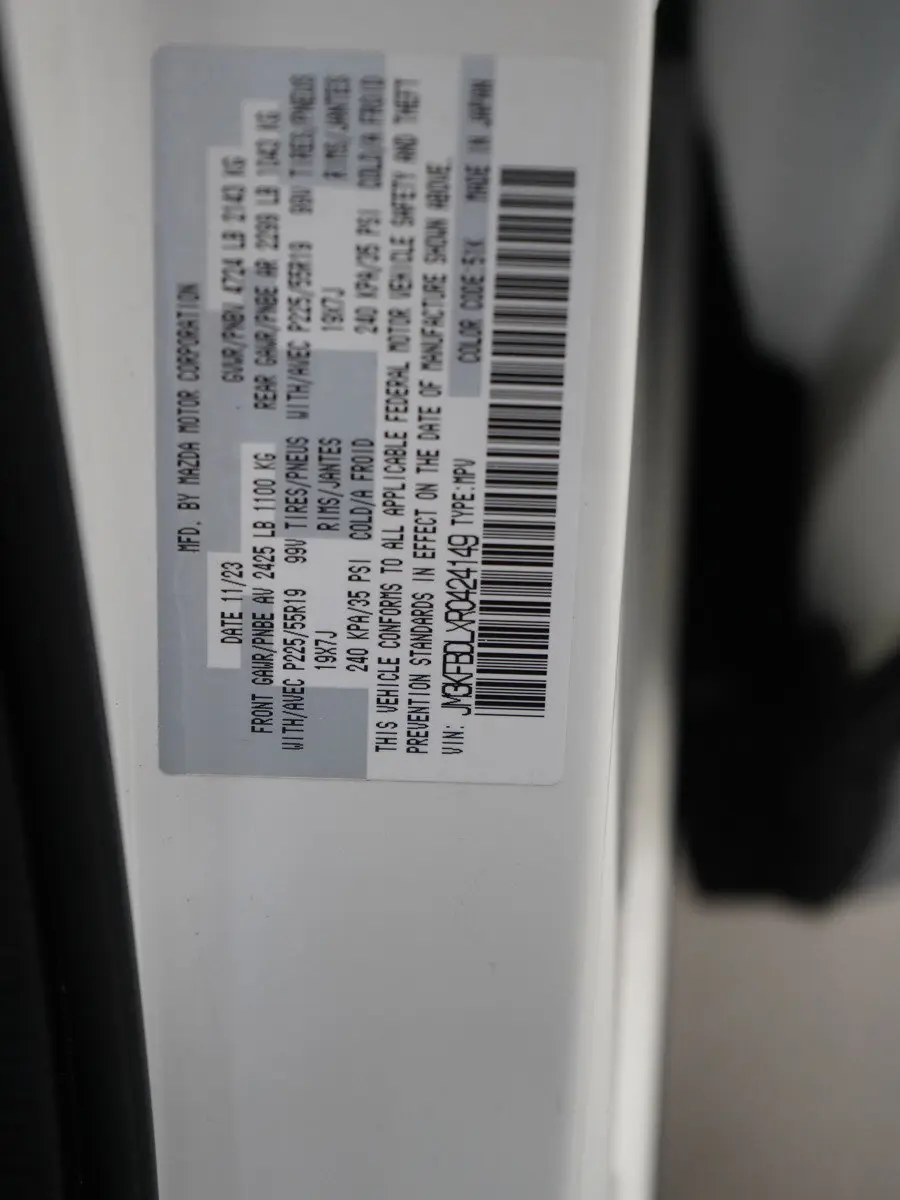 MFD. BY MAZDA MOTOR CORPORATION
DATE 11/23 GVWR/PNBV 4724 LB 2143 KG
FRONT GAWR/PNBE AV 2425 LB 1100 KG REAR GAWR/PNBE AR 2299 LB 1043 KG
WITH/AVEC P225/55R19 99V TIRES/PNEUS WITH/AVEC P225/55R19 99V TIRES/PNEUS
19X7J RIMS/JANTES 19X7J RIMS/JANTES
240 KPA/35 PSI COLD/A FROID 240 KPA/35 PSI COLD/A FROID
THIS VEHICLE CONFORMS TO ALL APPLICABLE FEDERAL MOTOR VEHICLE SAFETY AND THEFT
PREVENTION STANDARDS IN EFFECT ON THE DATE OF MANUFACTURE SHOWN ABOVE.
VIN: JM3KFBDLXR0424149 TYPE:MPV COLOR CODE:51K MADE IN JAPAN